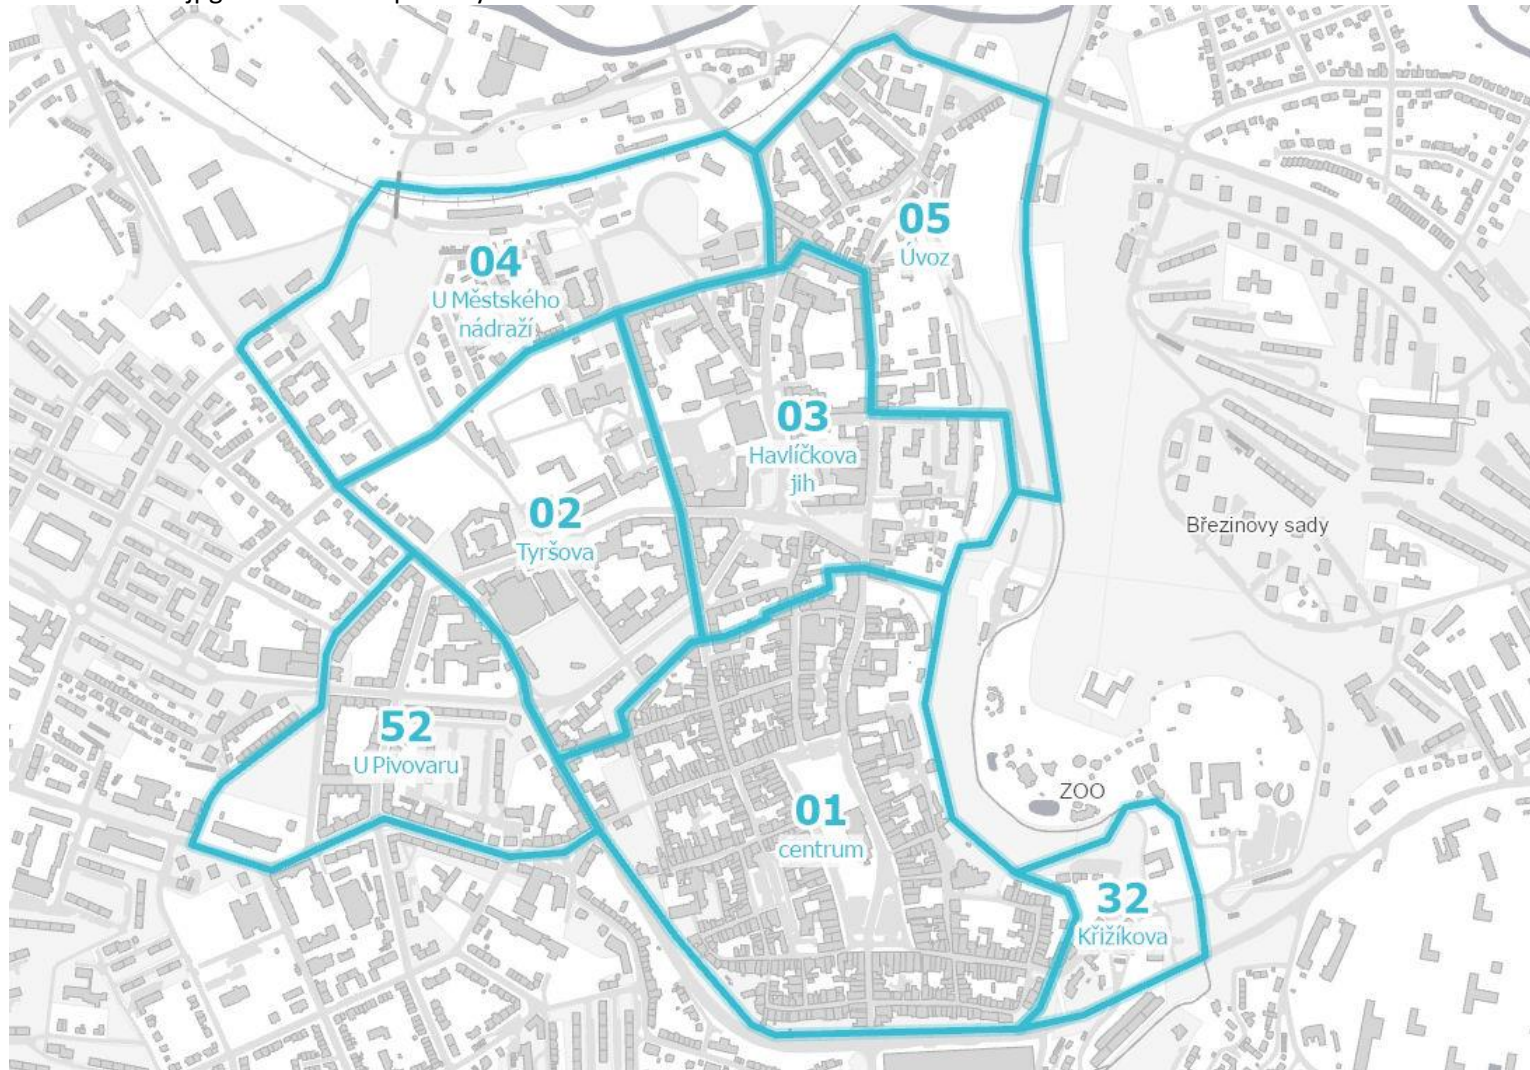 05
Úvoz
04
U Městského
nádraží
03
Havlíčkova
jih
02
Tyršova
Březinovy sady
52
U Pivovaru
ZOO
01
centrum
32
Křižíkova